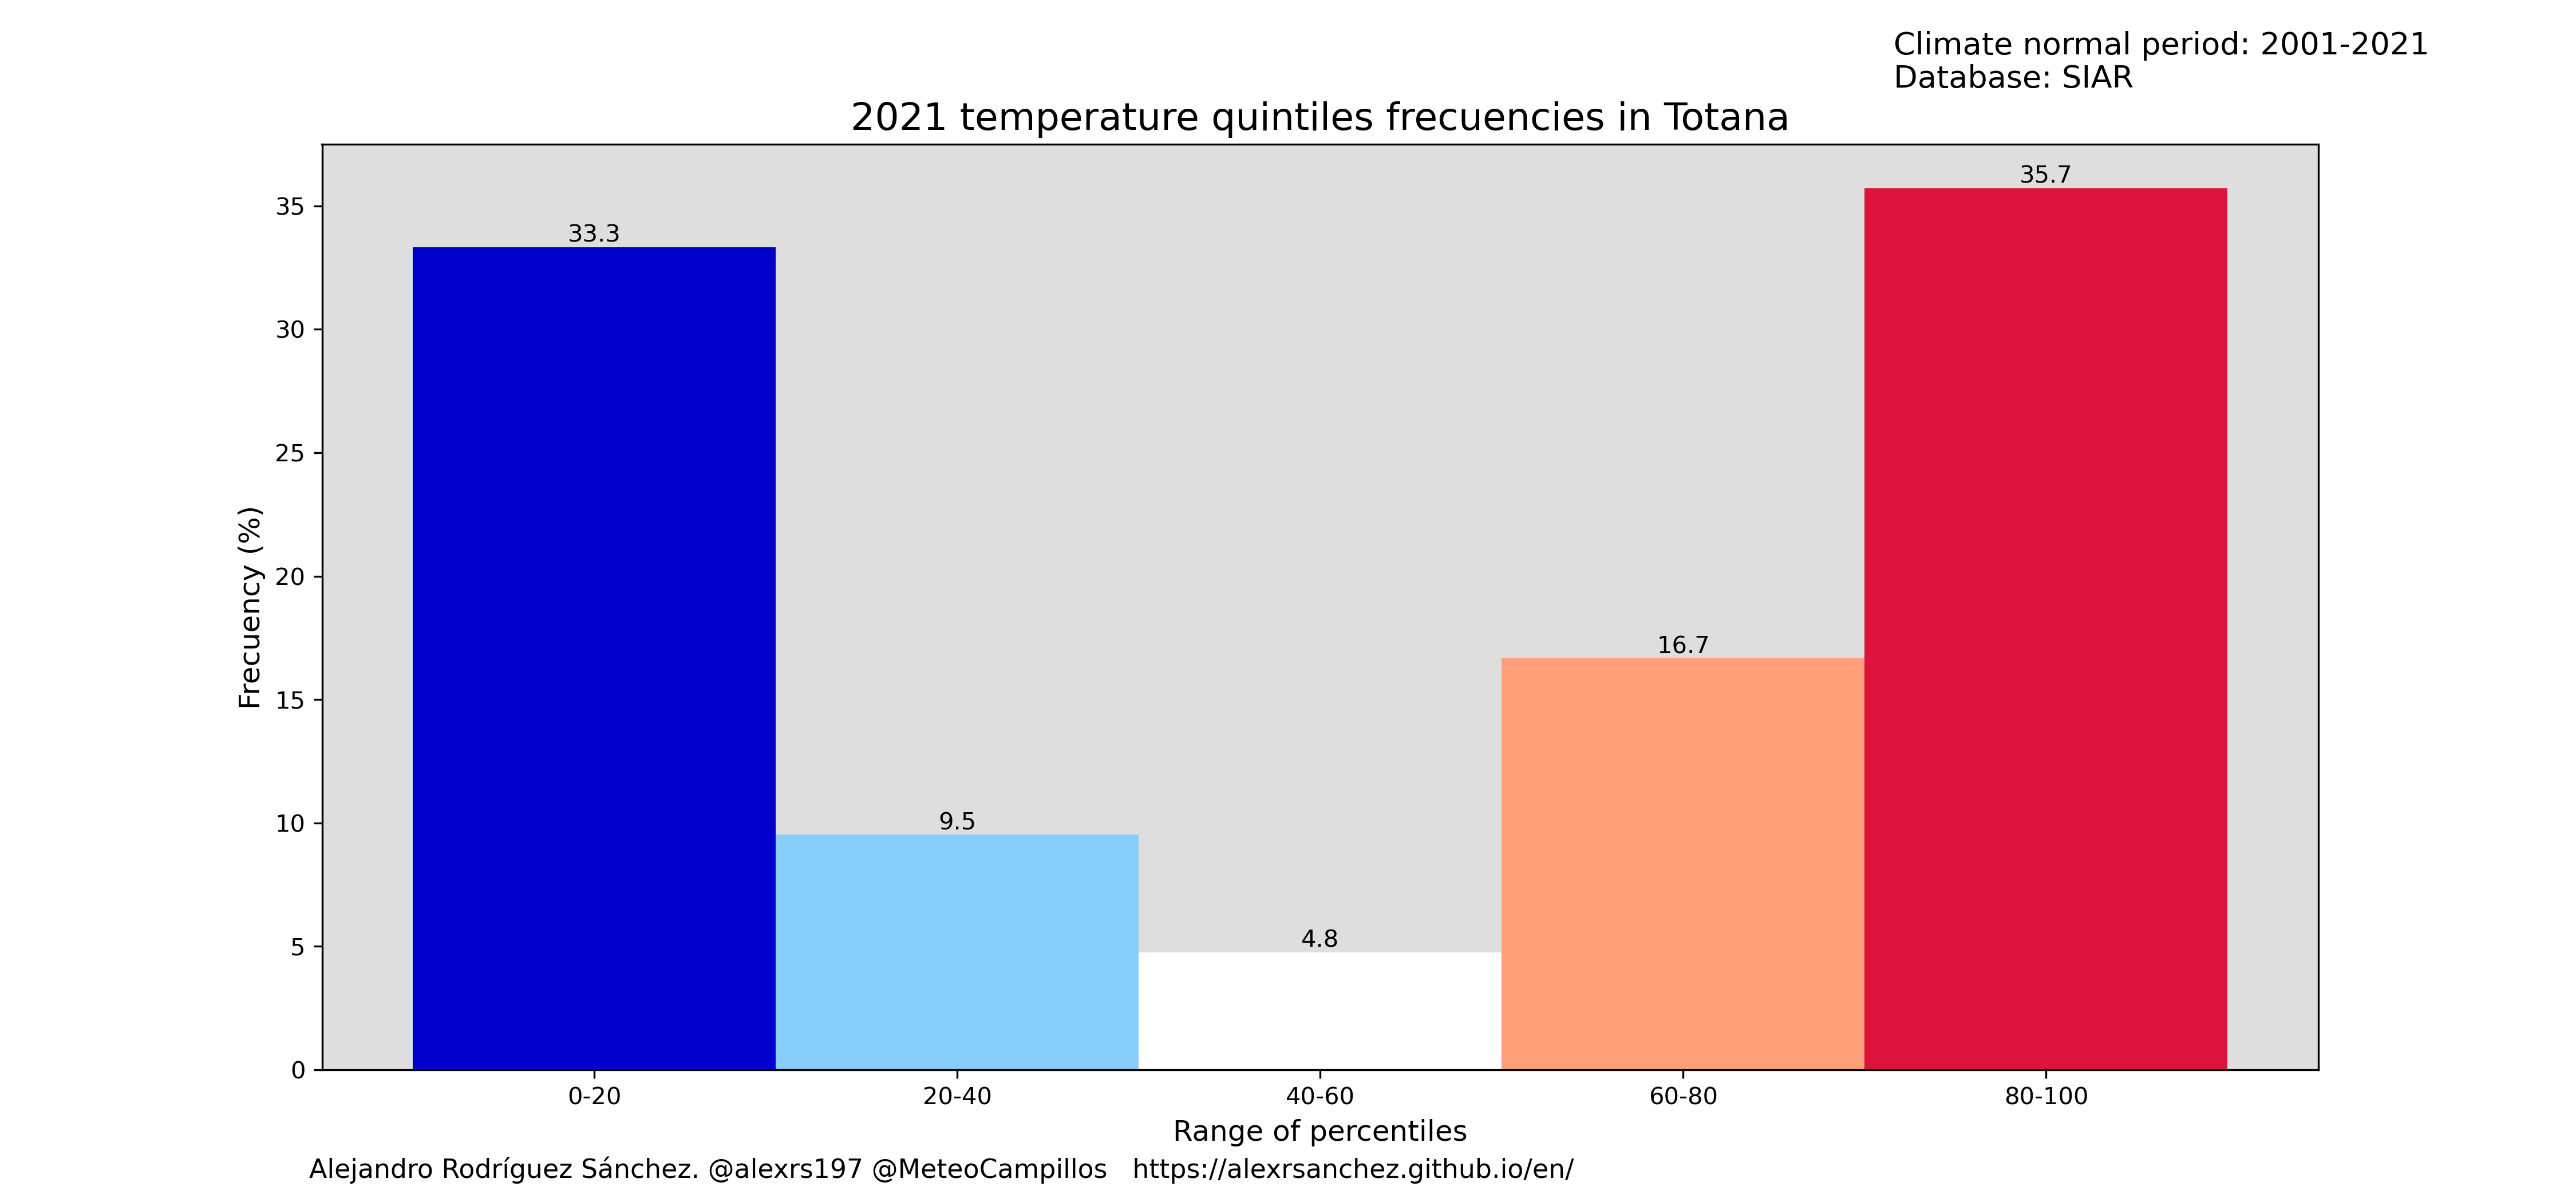 Climate normal period: 2001-2021
Database: SIAR
2021 temperature quintiles frecuencies in Totana
35.7
35
33.3
30
25
Frecuency (%)
20
16.7
15
10
9.5
5
4.8
0
0-20 20-40 40-60 60-80 80-100
Range of percentiles
Alejandro Rodríguez Sánchez. @alexrs197 @MeteoCampillos https://alexrsanchez.github.io/en/